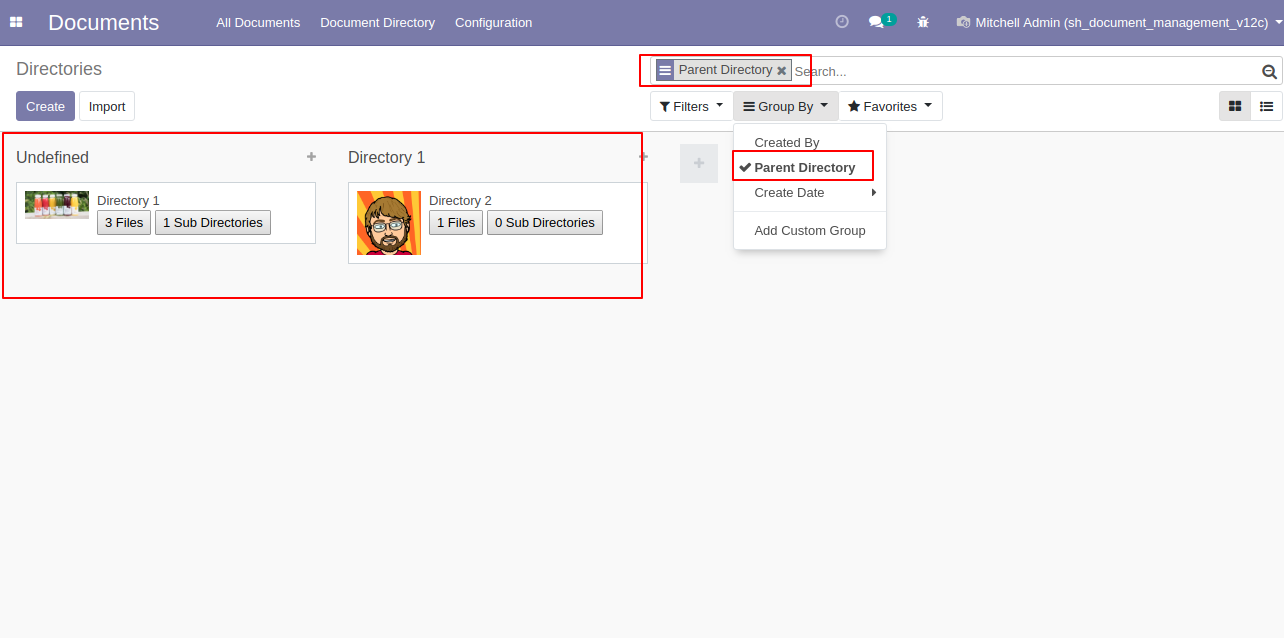 Documents All Documents Document Directory Configuration 1 Mitchell Admin (sh_document_management_v12c)
Directories
Parent Directory Search...
Create Import
Filters Group By Favorites
Created By
Parent Directory
Create Date
Add Custom Group
Undefined
Directory 1
3 Files 1 Sub Directories
Directory 1
Directory 2
1 Files 0 Sub Directories